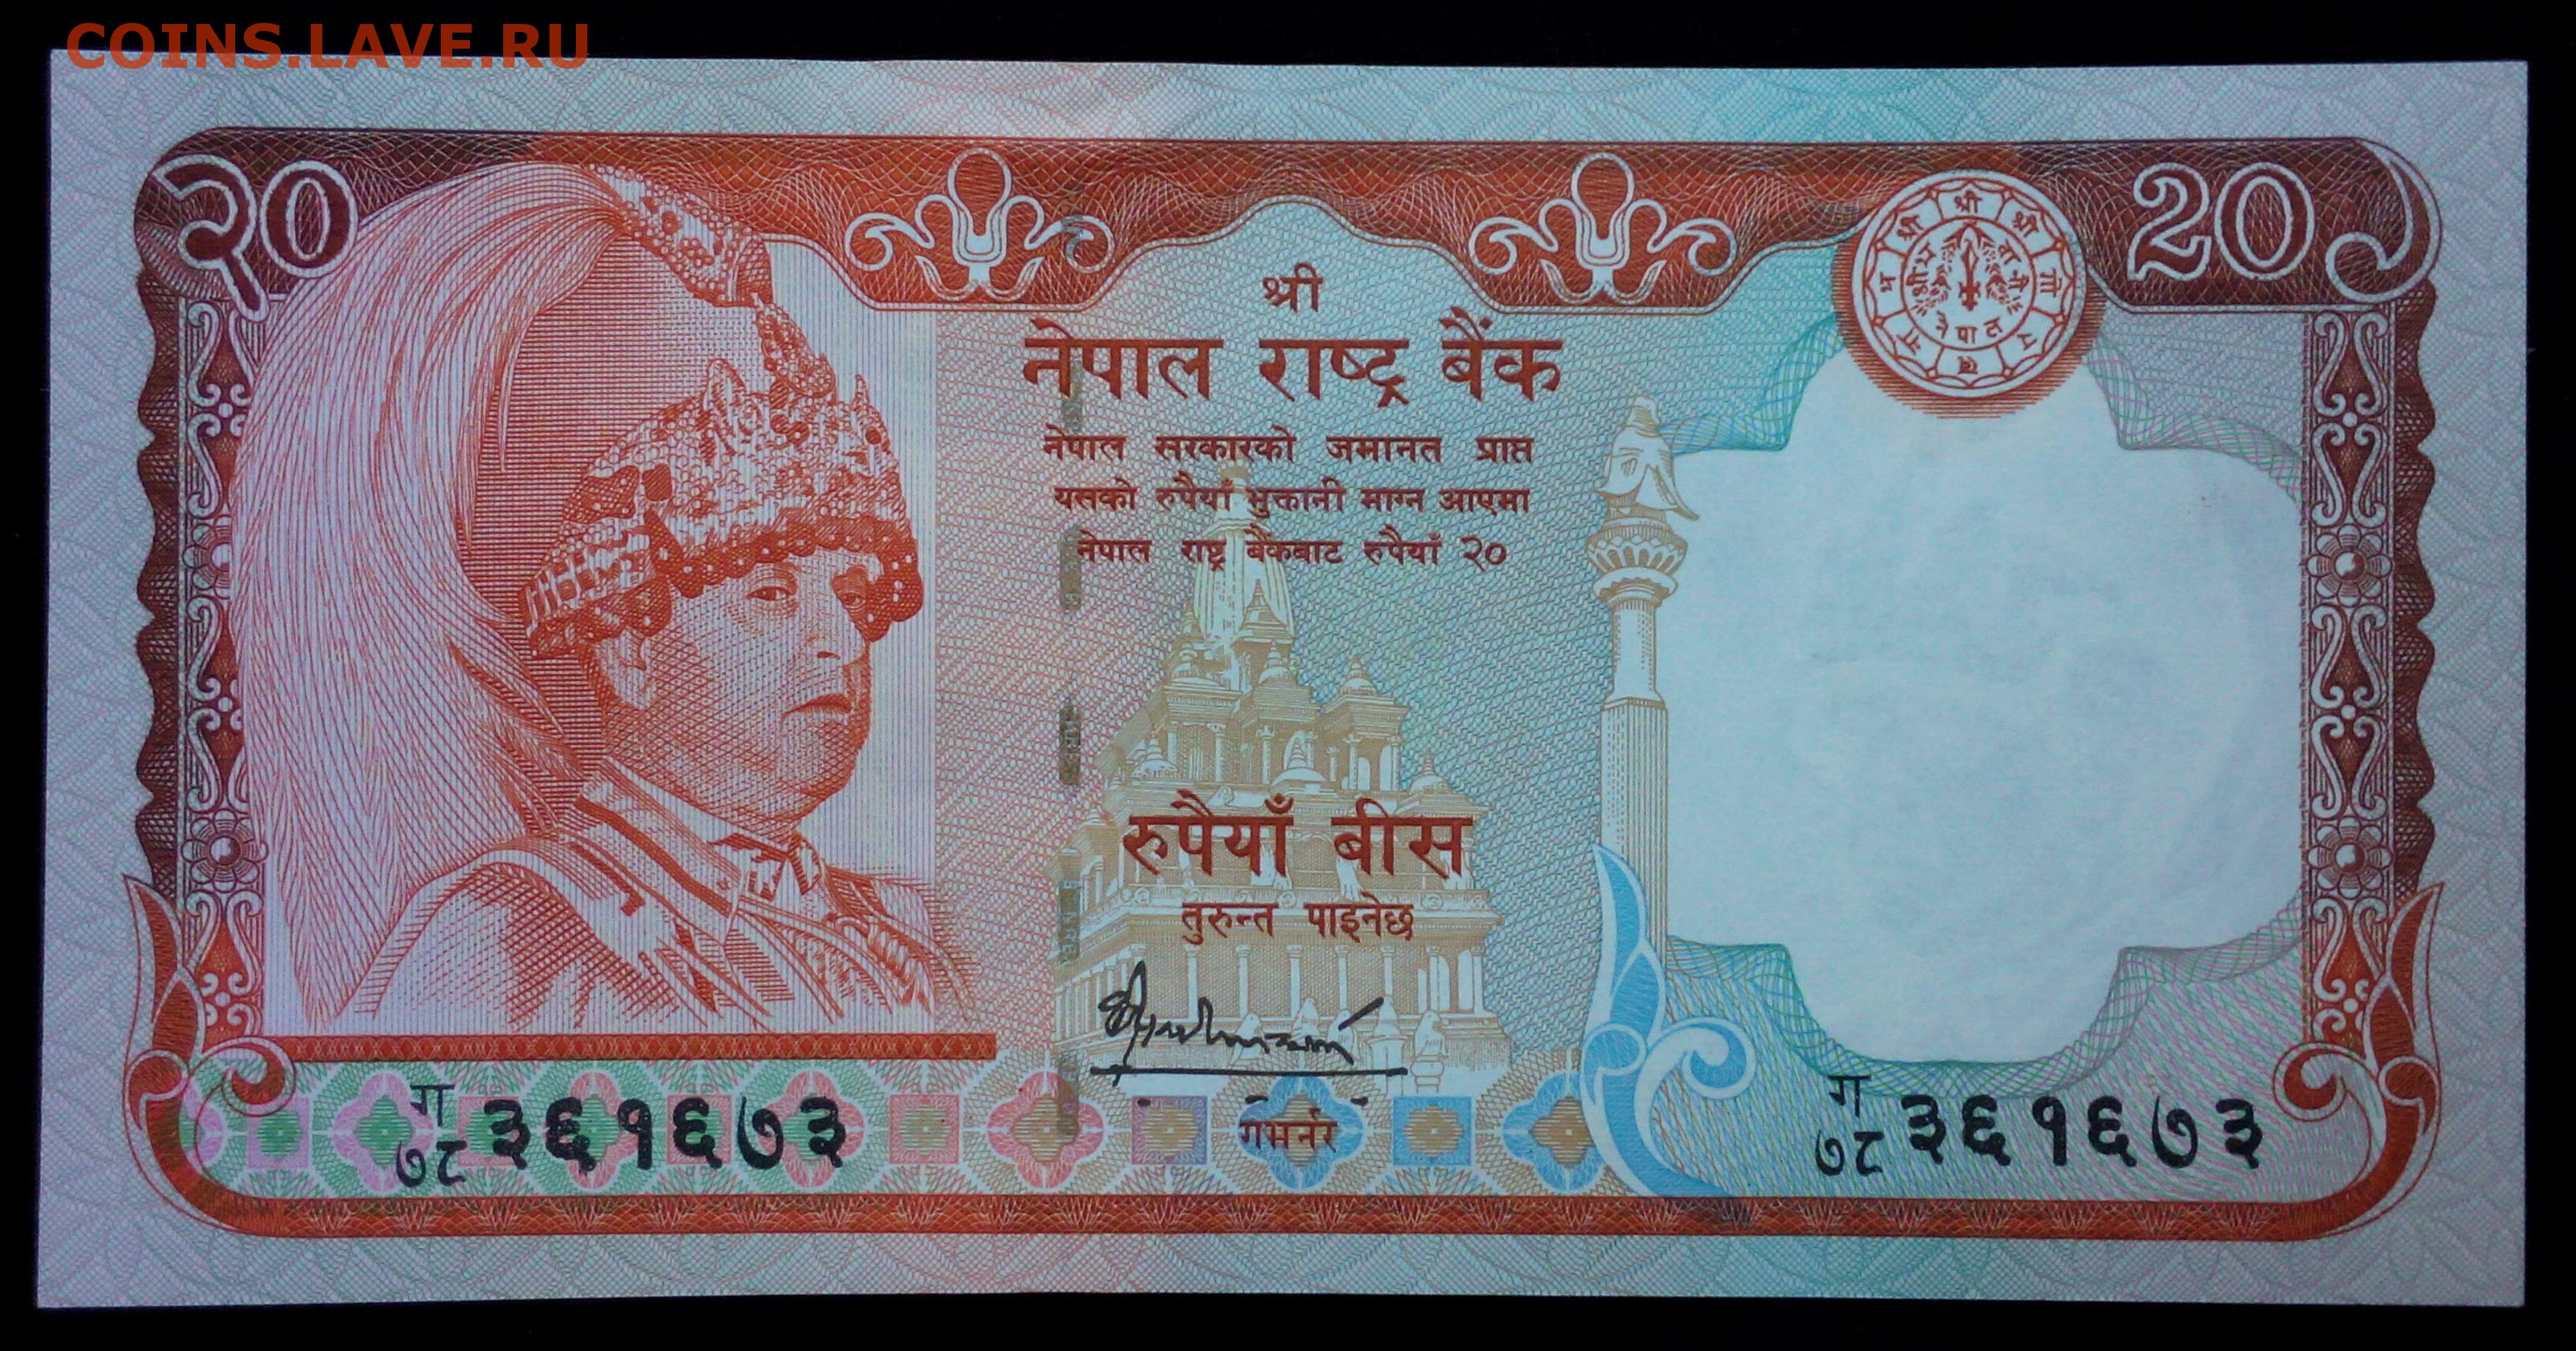 COINS.LAVE.RU
२०
20
श्री
नेपाल राष्ट्र बैंक
नेपाल सरकारको जमानत प्राप्त
यसको रुपैयाँ भुक्तानी माग्न आएमा
नेपाल राष्ट्र बैंकबाट रुपैयाँ २०
रुपैयाँ बीस
तुरुन्त पाइनेछ
गभर्नर
ग
७८ ३६१६७३
ग
७८ ३६१६७३
श्री श्री श्री
नेपाल